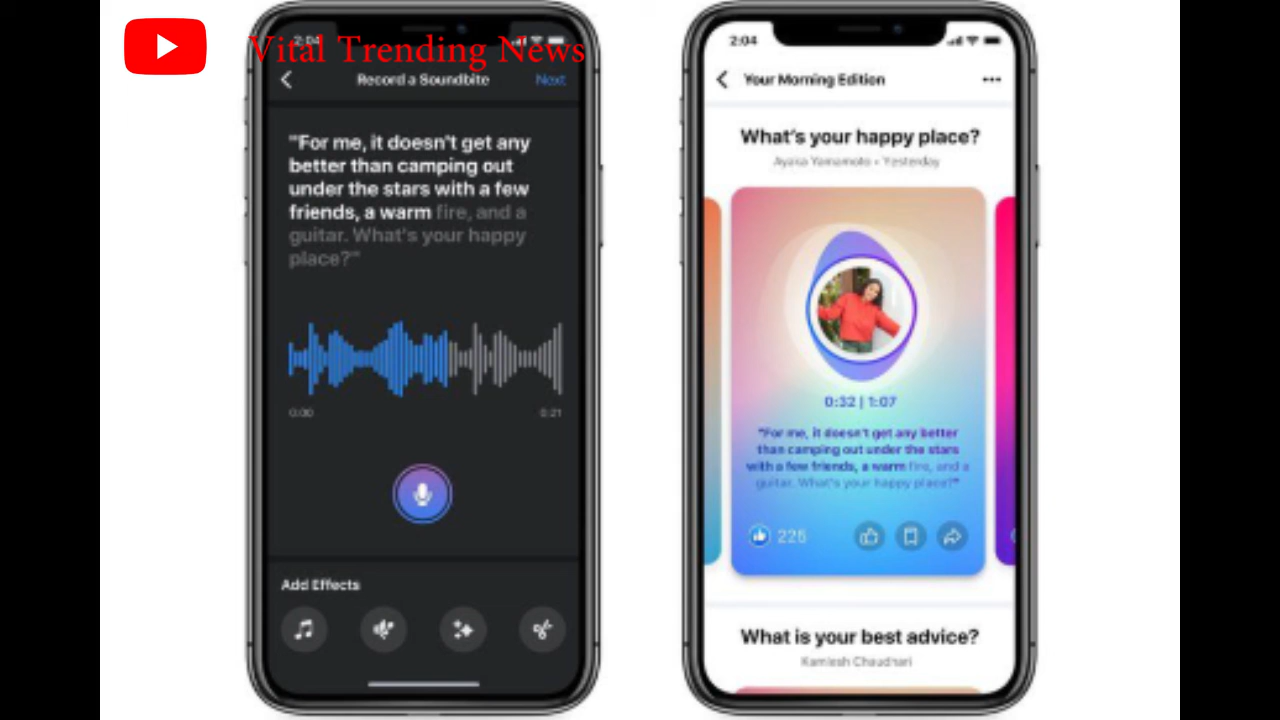 Vital Trending News
2:04
Record a Soundbite
Next
"For me, it doesn't get any
better than camping out
under the stars with a few
friends, a warm fire, and a
guitar. What's your happy
place?"
0:00
0:21
Add Effects
2:04
Your Morning Edition
What's your happy place?
Ayaka Yamamoto • Yesterday
0:32 | 1:07
"For me, it doesn't get any better
than camping out under the stars
with a few friends, a warm fire, and a
guitar. What's your happy place?"
225
What is your best advice?
Kamlesh Chaudhari